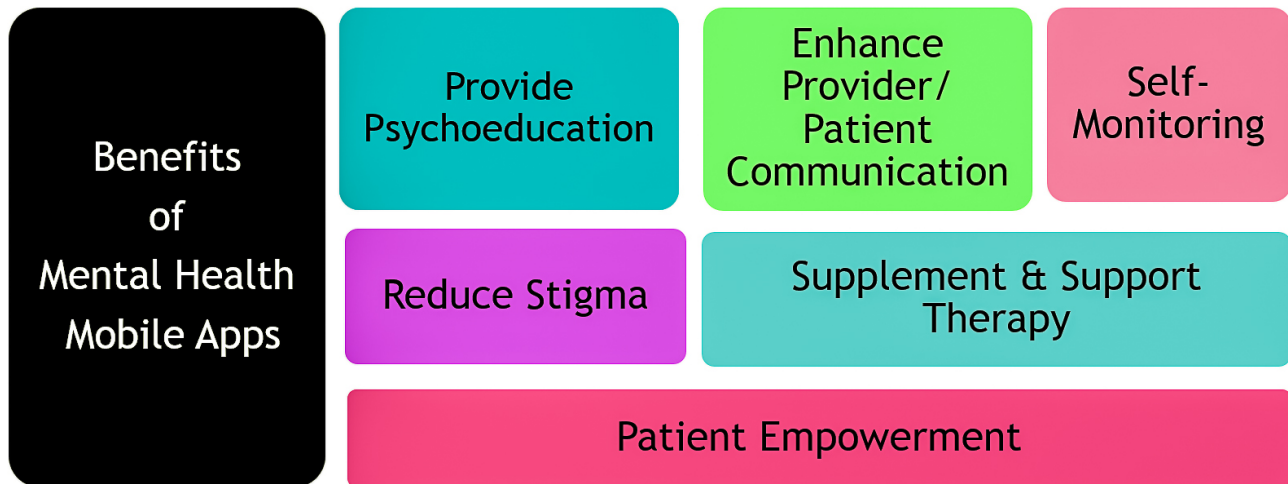 Benefits
of
Mental Health
Mobile Apps
Provide
Psychoeducation
Enhance
Provider/
Patient
Communication
Self-
Monitoring
Reduce Stigma
Supplement & Support
Therapy
Patient Empowerment